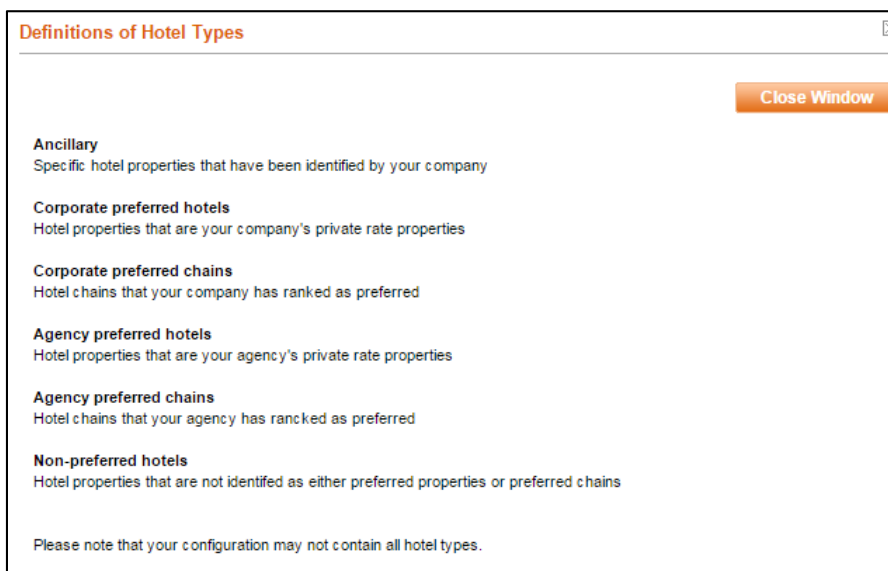 Definitions of Hotel Types
Close Window
Ancillary
Specific hotel properties that have been identified by your company
Corporate preferred hotels
Hotel properties that are your company's private rate properties
Corporate preferred chains
Hotel chains that your company has ranked as preferred
Agency preferred hotels
Hotel properties that are your agency's private rate properties
Agency preferred chains
Hotel chains that your agency has rancked as preferred
Non-preferred hotels
Hotel properties that are not identifed as either preferred properties or preferred chains
Please note that your configuration may not contain all hotel types.